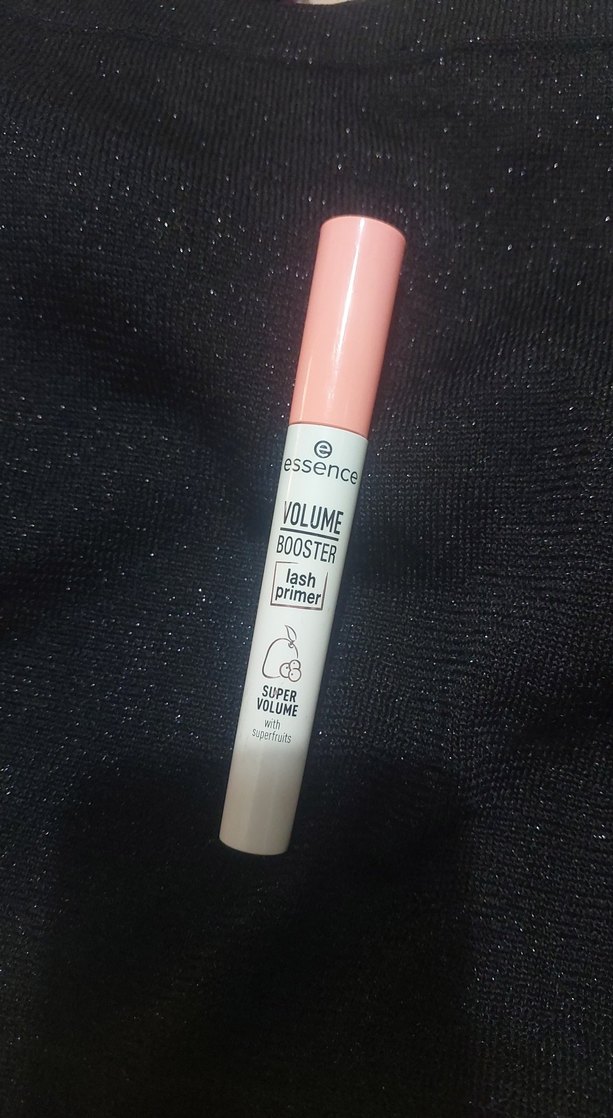 e
essence
VOLUME
BOOSTER
lash
primer
SUPER
VOLUME
with
superfruits